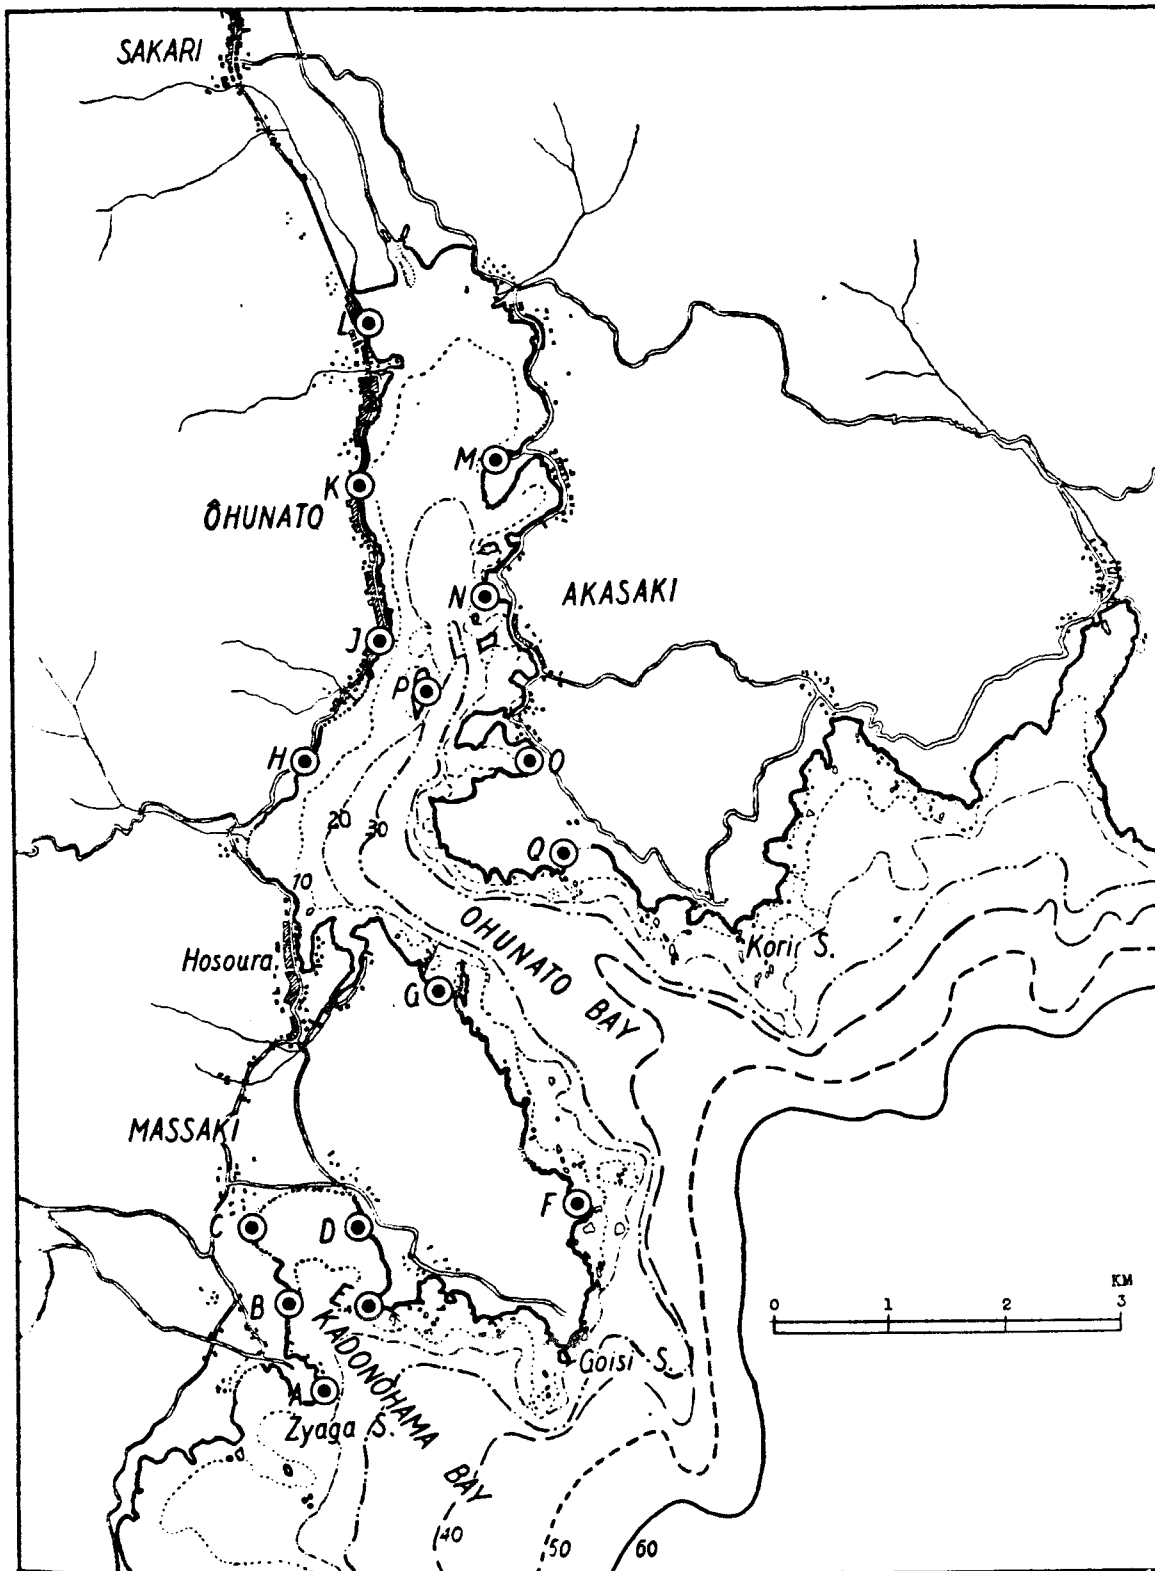 SAKARI
L
M
K
ÔHUNATO
N
AKASAKI
J
P
H
O
20
30
Q
10
OHUNATO BAY
Hosoura
Kori S.
G
MASSAKI
F
C
D
KM
B
E
0 1 2 3
KADONOHAMA BAY
Goisi S.
A
Zyaga S.
40
50
60